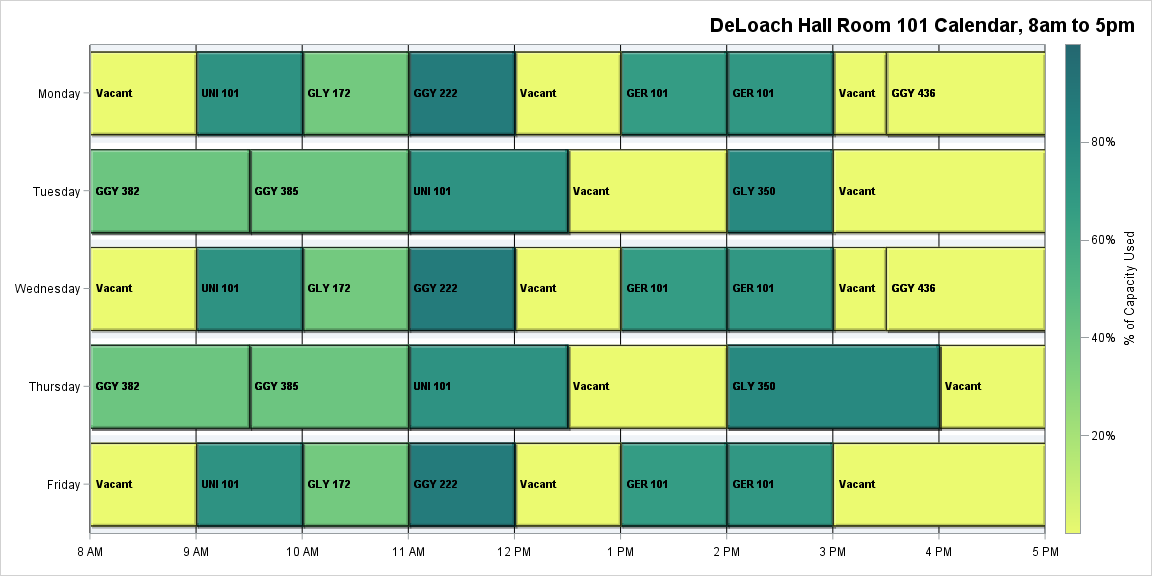 DeLoach Hall Room 101 Calendar, 8am to 5pm
Monday
Vacant
UNI 101
GLY 172
GGY 222
Vacant
GER 101
GER 101
Vacant
GGY 436
Tuesday
GGY 382
GGY 385
UNI 101
Vacant
GLY 350
Vacant
Wednesday
Vacant
UNI 101
GLY 172
GGY 222
Vacant
GER 101
GER 101
Vacant
GGY 436
Thursday
GGY 382
GGY 385
UNI 101
Vacant
GLY 350
Vacant
Friday
Vacant
UNI 101
GLY 172
GGY 222
Vacant
GER 101
GER 101
Vacant
8 AM
9 AM
10 AM
11 AM
12 PM
1 PM
2 PM
3 PM
4 PM
5 PM
80%
60%
40%
20%
% of Capacity Used